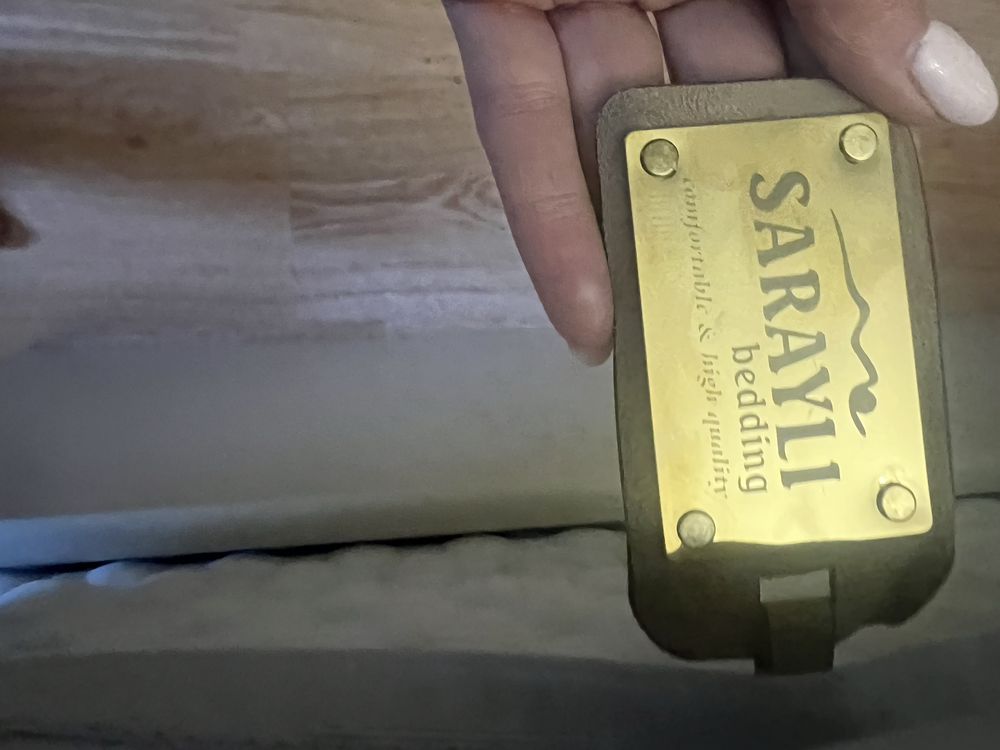 SARAYLI
bedding
comfortable & high quality